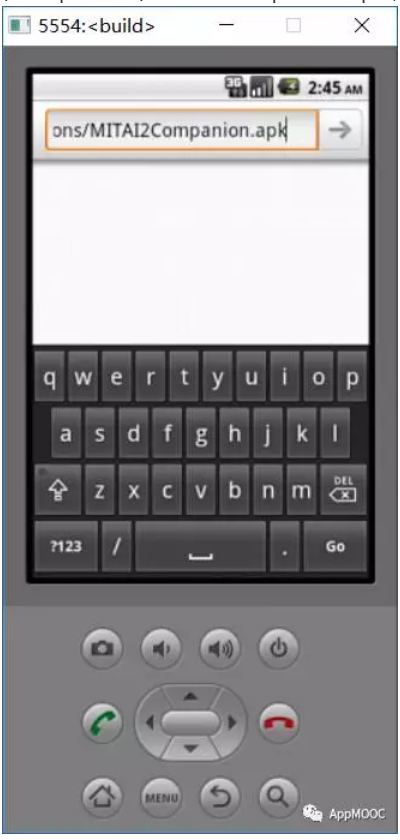 5554:<build>
3G
2:45 AM
ons/MITAI2Companion.apk
q w e r t y u i o p
a s d f g h j k l
z x c v b n m DEL
?123 / . Go
MENU
AppMOOC